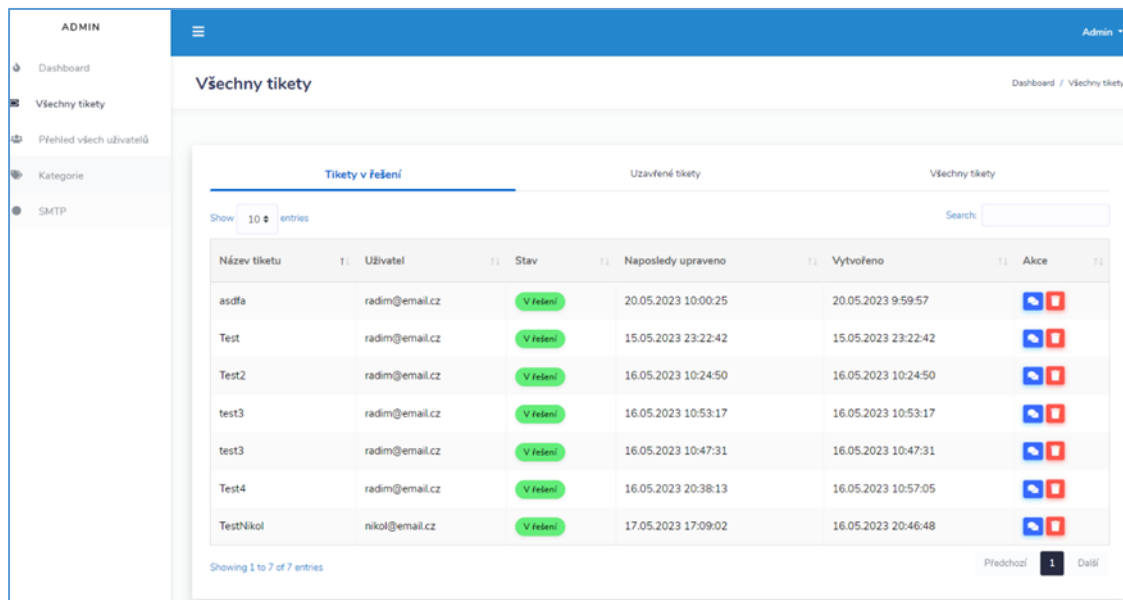 ADMIN
Admin
Dashboard
Všechny tikety
Přehled všech uživatelů
Kategorie
SMTP
Všechny tikety
Dashboard / Všechny tikety
Tikety v řešení Uzavřené tikety Všechny tikety
Show 10 entries Search:
Název tiketu Uživatel Stav Naposledy upraveno Vytvořeno Akce
asdfa radim@email.cz V řešení 20.05.2023 10:00:25 20.05.2023 9:59:57
Test radim@email.cz V řešení 15.05.2023 23:22:42 15.05.2023 23:22:42
Test2 radim@email.cz V řešení 16.05.2023 10:24:50 16.05.2023 10:24:50
test3 radim@email.cz V řešení 16.05.2023 10:53:17 16.05.2023 10:53:17
test3 radim@email.cz V řešení 16.05.2023 10:47:31 16.05.2023 10:47:31
Test4 radim@email.cz V řešení 16.05.2023 20:38:13 16.05.2023 10:57:05
TestNikol nikol@email.cz V řešení 17.05.2023 17:09:02 16.05.2023 20:46:48
Showing 1 to 7 of 7 entries Předchozí 1 Další